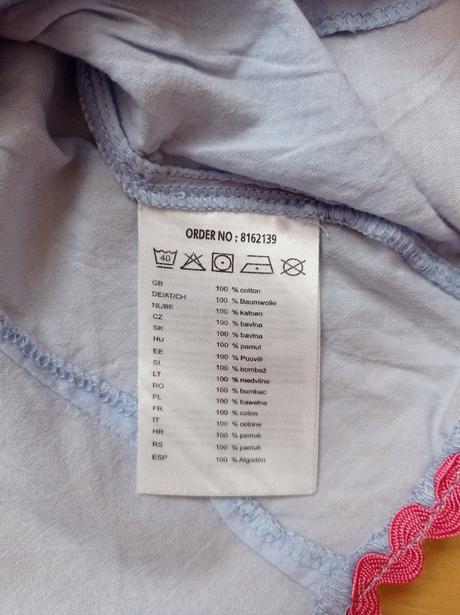 ORDER NO : 8162139
40
GB 100 % cotton
DE/AT/CH 100 % Baumwolle
NL/BE 100 % katoen
CZ 100 % bavlna
SK 100 % bavlna
HU 100 % pamut
EE 100 % Puuvill
SI 100 % bombaž
LT 100 % medvilne
RO 100 % bumbac
PL 100 % bawełna
FR 100 % coton
IT 100 % cotone
HR 100 % pamuk
RS 100 % pamuk
ESP 100 % Algodón